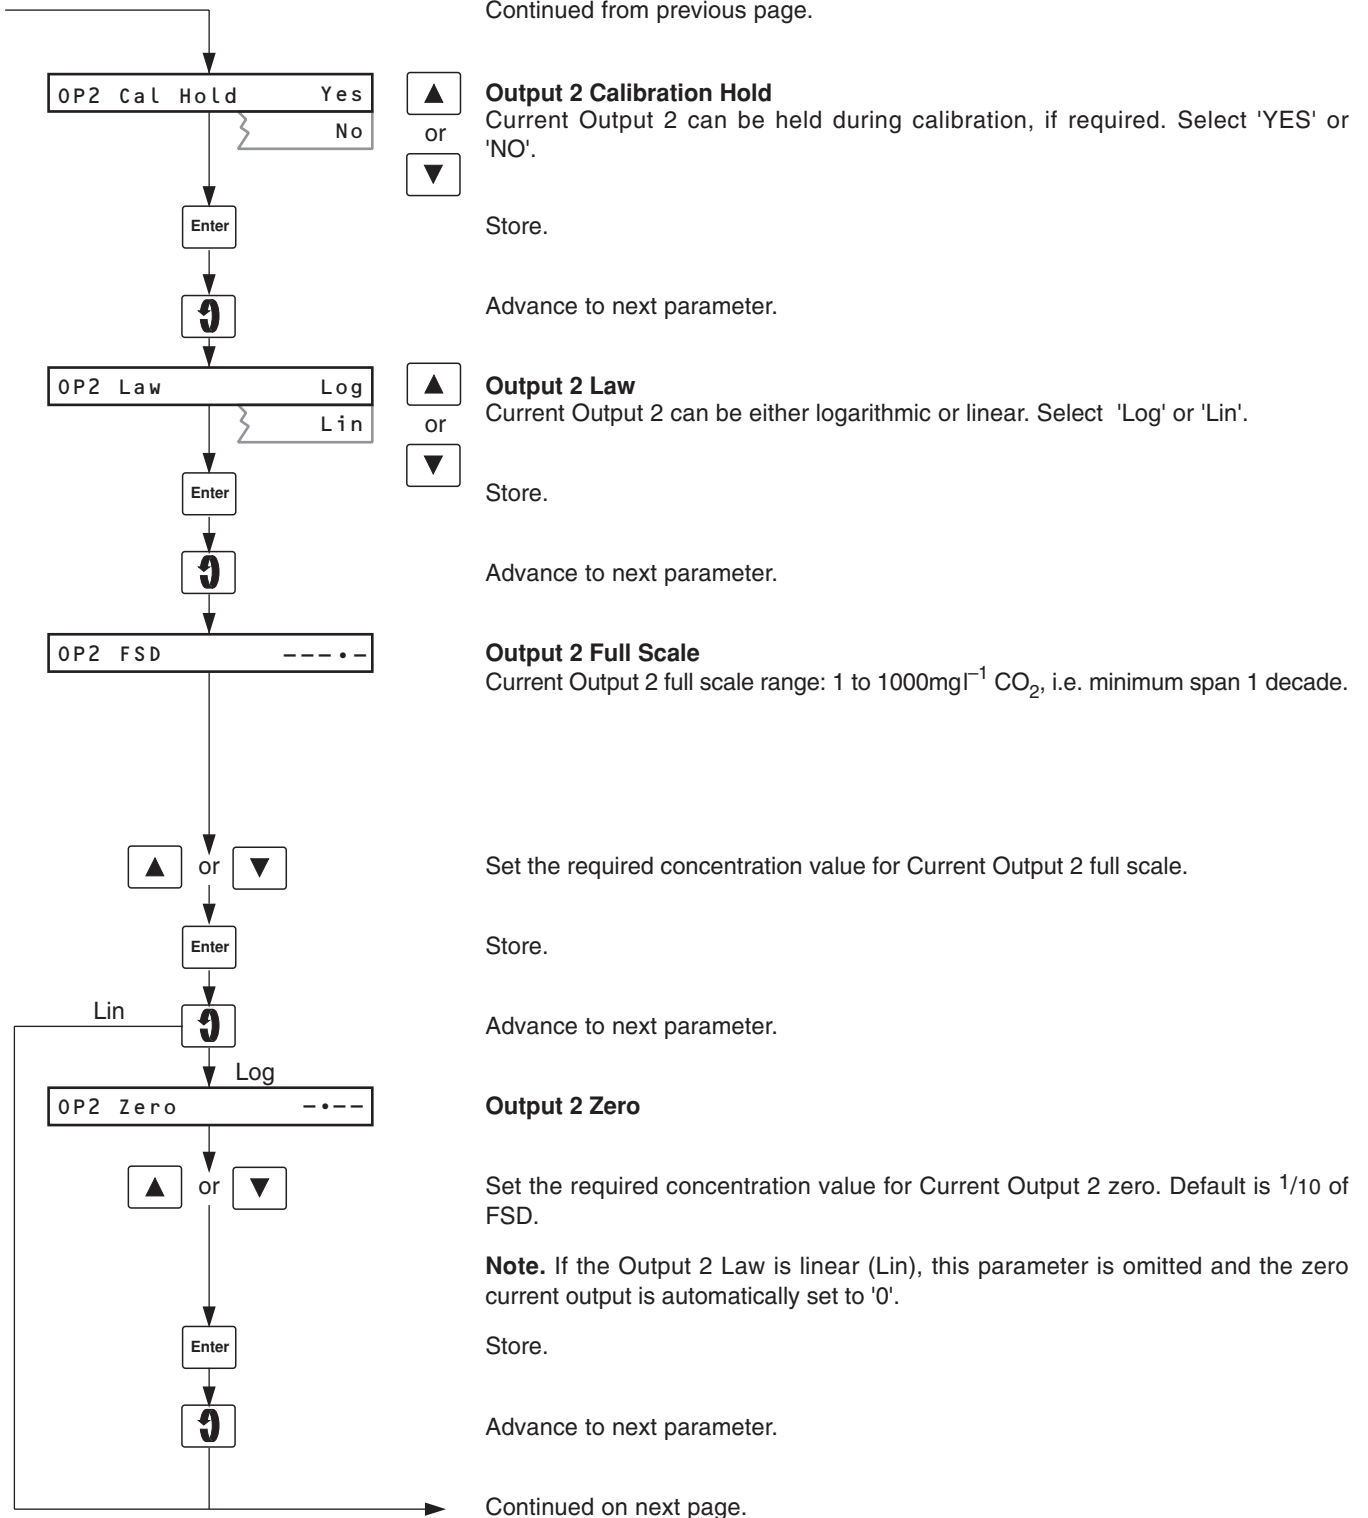 Continued from previous page.
OP2 Cal Hold Yes
No
or
Output 2 Calibration Hold
Current Output 2 can be held during calibration, if required. Select 'YES' or
'NO'.
Enter
Store.
Advance to next parameter.
OP2 Law Log
Lin
or
Output 2 Law
Current Output 2 can be either logarithmic or linear. Select 'Log' or 'Lin'.
Enter
Store.
Advance to next parameter.
OP2 FSD – – – • –
Output 2 Full Scale
Current Output 2 full scale range: 1 to 1000mgl⁻¹ CO₂, i.e. minimum span 1 decade.
or
Set the required concentration value for Current Output 2 full scale.
Enter
Store.
Lin
Advance to next parameter.
Log
OP2 Zero – • – –
Output 2 Zero
or
Set the required concentration value for Current Output 2 zero. Default is 1/10 of
FSD.
Note. If the Output 2 Law is linear (Lin), this parameter is omitted and the zero
current output is automatically set to '0'.
Enter
Store.
Advance to next parameter.
Continued on next page.